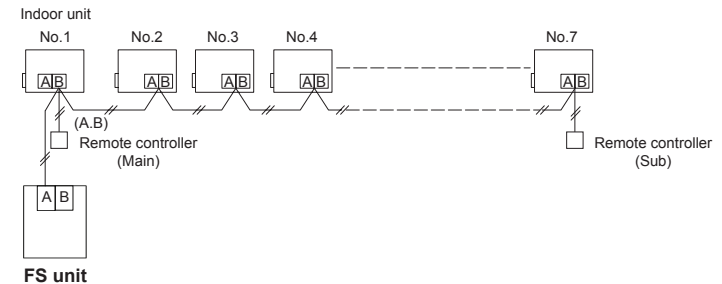 Indoor unit
No.1 No.2 No.3 No.4 No.7
A B A B A B A B A B
(A.B)
Remote controller
(Main)
Remote controller
(Sub)
A B
FS unit